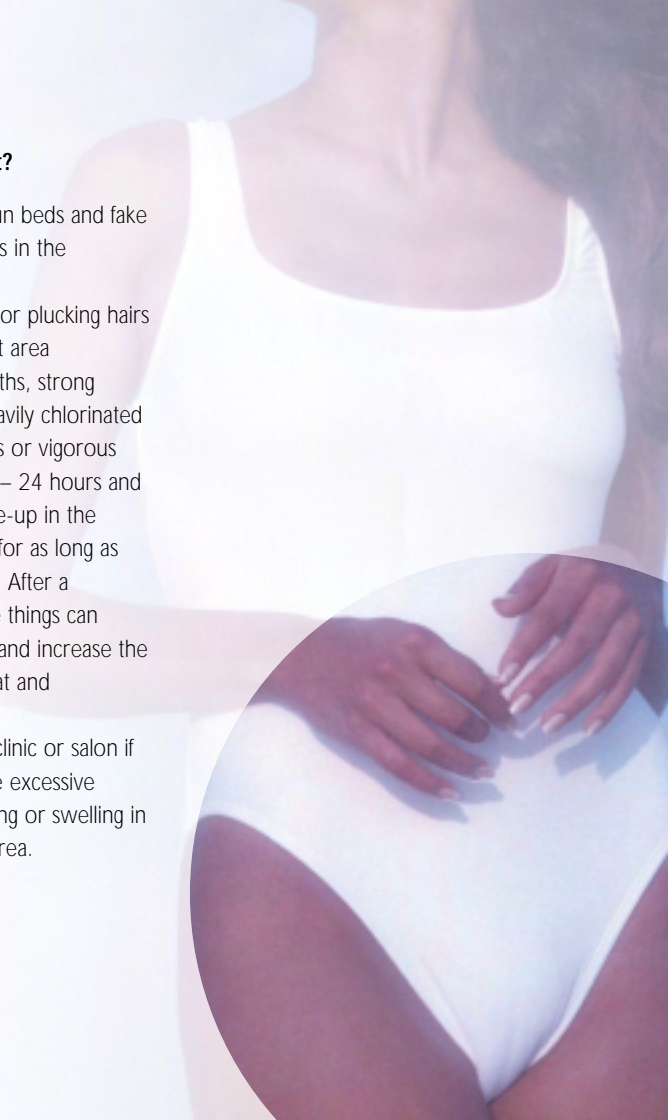 t?
un beds and fake
s in the
or plucking hairs
t area
ths, strong
avily chlorinated
s or vigorous
– 24 hours and
e-up in the
for as long as
After a
e things can
and increase the
at and
clinic or salon if
e excessive
ng or swelling in
rea.